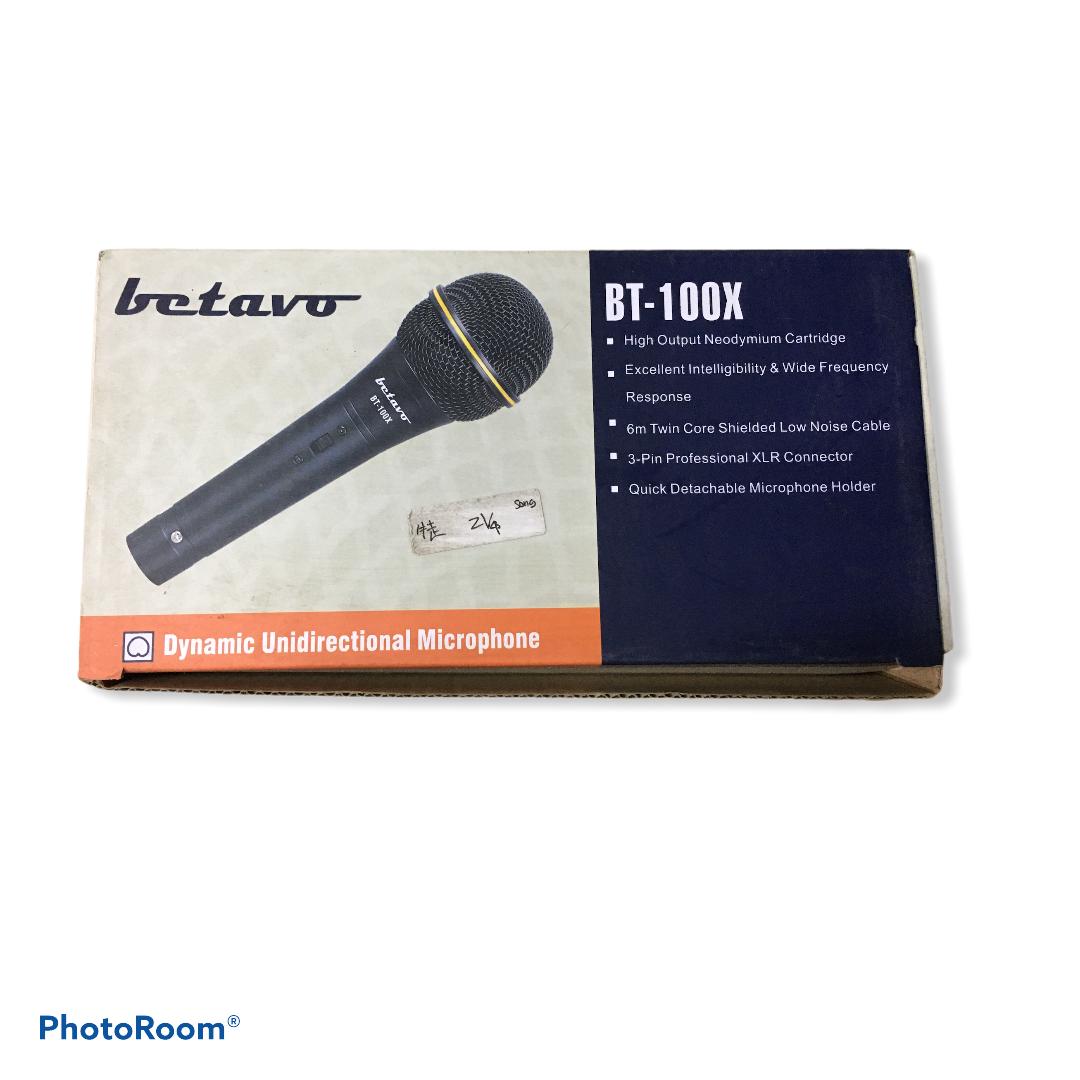 betavo
betavo
BT-100X
Song
Dynamic Unidirectional Microphone
BT-100X
High Output Neodymium Cartridge
Excellent Intelligibility & Wide Frequency
Response
6m Twin Core Shielded Low Noise Cable
3-Pin Professional XLR Connector
Quick Detachable Microphone Holder
PhotoRoom®